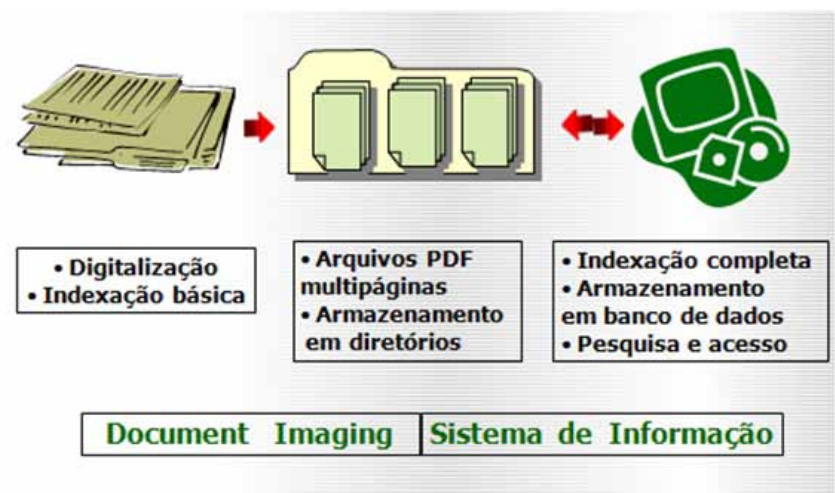 • Digitalização
• Indexação básica
• Arquivos PDF
multipáginas
• Armazenamento
em diretórios
• Indexação completa
• Armazenamento
em banco de dados
• Pesquisa e acesso
Document Imaging
Sistema de Informação